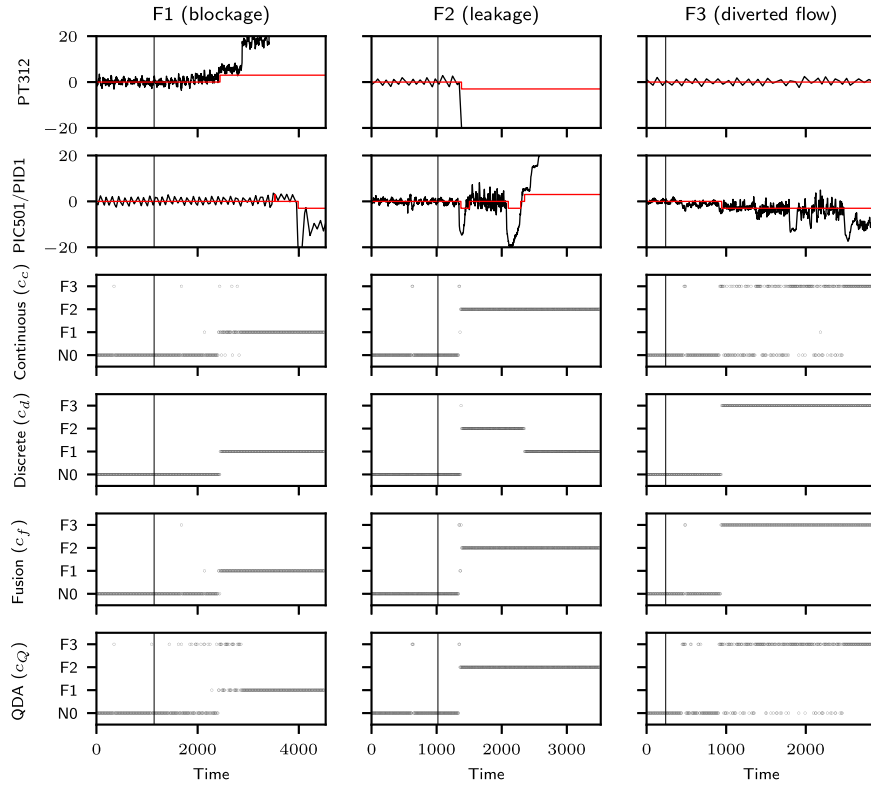 F1 (blockage) F2 (leakage) F3 (diverted flow)
PT312
20
0
−20
PIC501/PID1
20
0
−20
Continuous (c_c)
F3
F2
F1
N0
Discrete (c_d)
F3
F2
F1
N0
Fusion (c_f)
F3
F2
F1
N0
QDA (c_Q)
F3
F2
F1
N0
0 2000 4000 0 1000 2000 3000 0 2000
Time Time Time